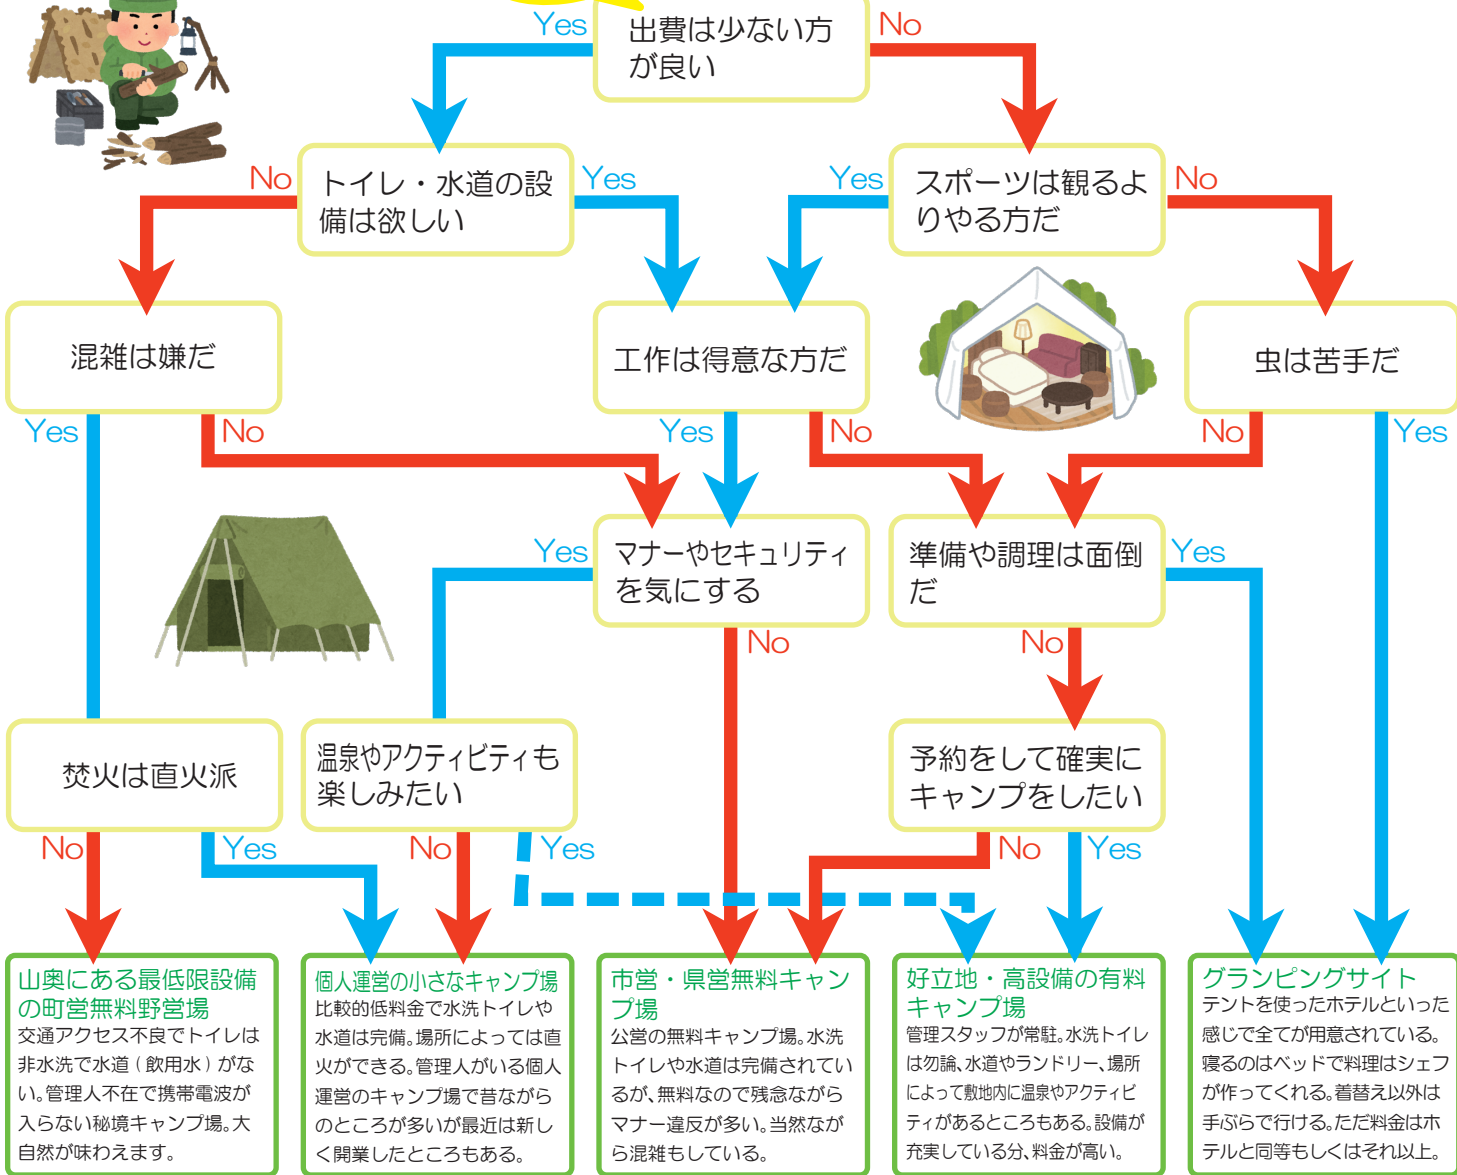 Yes
出費は少ない方
が良い
No
No
トイレ・水道の設
備は欲しい
Yes
Yes
スポーツは観るよ
りやる方だ
No
混雑は嫌だ
工作は得意な方だ
虫は苦手だ
Yes
No
Yes
No
No
Yes
Yes
マナーやセキュリティ
を気にする
準備や調理は面倒
だ
Yes
No
No
焚火は直火派
温泉やアクティビティも
楽しみたい
予約をして確実に
キャンプをしたい
No
Yes
No
Yes
No
Yes
山奥にある最低限設備
の町営無料野営場
交通アクセス不良でトイレは
非水洗で水道(飲用水)がな
い。管理人不在で携帯電波が
入らない秘境キャンプ場。大
自然が味わえます。
個人運営の小さなキャンプ場
比較的低料金で水洗トイレや
水道は完備。場所によっては直
火ができる。管理人がいる個人
運営のキャンプ場で昔ながら
のところが多いが最近は新し
く開業したところもある。
市営・県営無料キャン
プ場
公営の無料キャンプ場。水洗
トイレや水道は完備されてい
るが、無料なので残念ながら
マナー違反が多い。当然なが
ら混雑もしている。
好立地・高設備の有料
キャンプ場
管理スタッフが常駐。水洗トイレ
は勿論、水道やランドリー、場所
によって敷地内に温泉やアクティビ
ティがあるところもある。設備が
充実している分、料金が高い。
グランピングサイト
テントを使ったホテルといった
感じで全てが用意されている。
寝るのはベッドで料理はシェフ
が作ってくれる。着替え以外は
手ぶらで行ける。ただ料金はホ
テルと同等もしくはそれ以上。